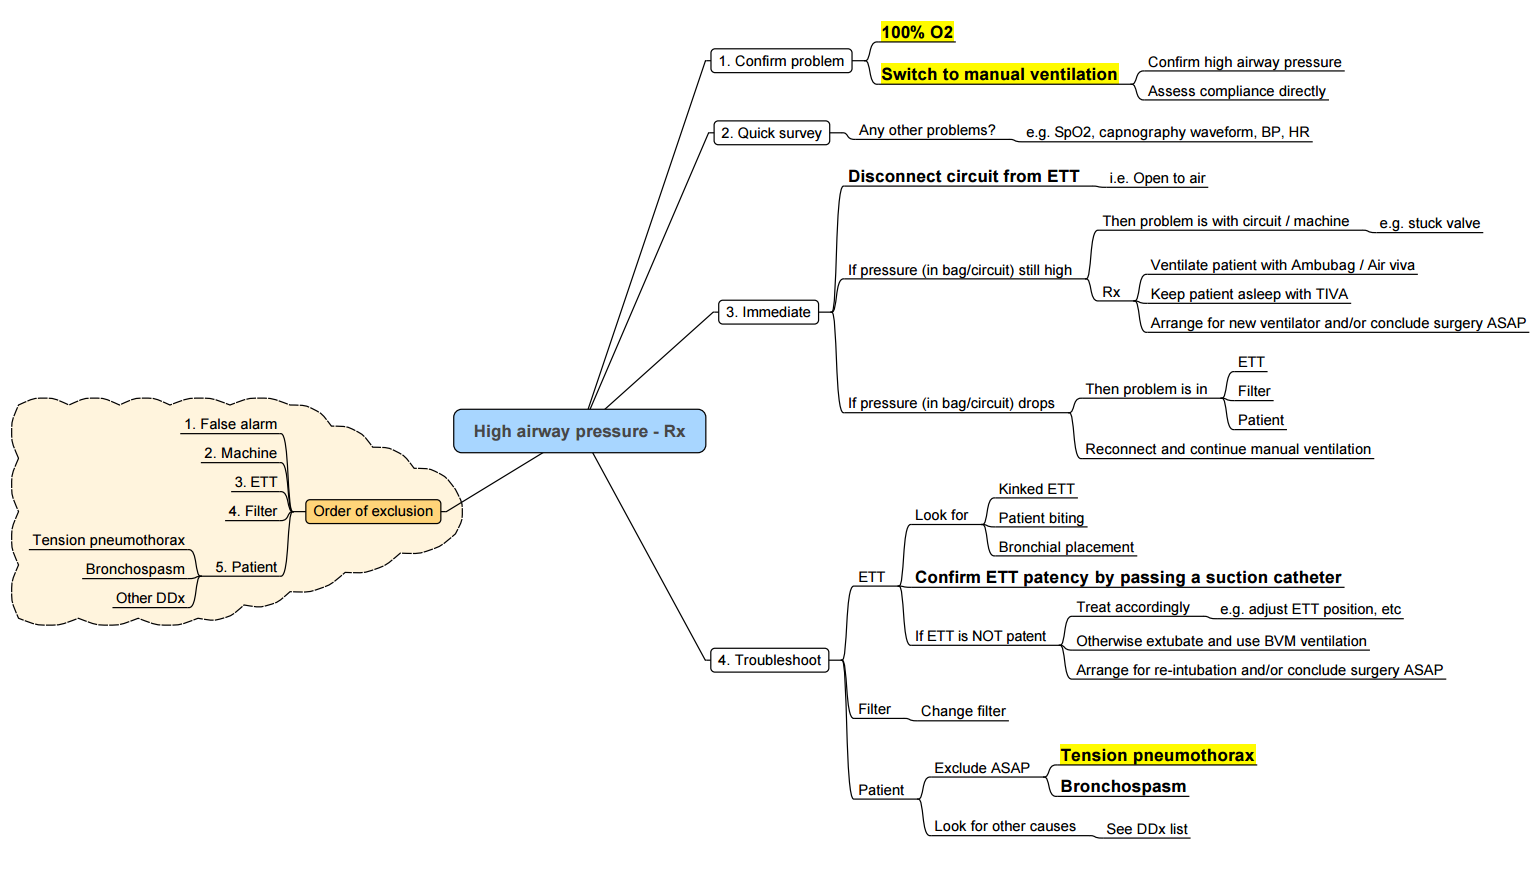 100% O2
1. Confirm problem
Switch to manual ventilation
Confirm high airway pressure
Assess compliance directly
2. Quick survey
Any other problems?
e.g. SpO2, capnography waveform, BP, HR
3. Immediate
Disconnect circuit from ETT
i.e. Open to air
If pressure (in bag/circuit) still high
Then problem is with circuit / machine
e.g. stuck valve
Rx
Ventilate patient with Ambubag / Air viva
Keep patient asleep with TIVA
Arrange for new ventilator and/or conclude surgery ASAP
If pressure (in bag/circuit) drops
Then problem is in
ETT
Filter
Patient
Reconnect and continue manual ventilation
High airway pressure - Rx
Order of exclusion
1. False alarm
2. Machine
3. ETT
4. Filter
5. Patient
Tension pneumothorax
Bronchospasm
Other DDx
4. Troubleshoot
ETT
Look for
Kinked ETT
Patient biting
Bronchial placement
Confirm ETT patency by passing a suction catheter
If ETT is NOT patent
Treat accordingly
e.g. adjust ETT position, etc
Otherwise extubate and use BVM ventilation
Arrange for re-intubation and/or conclude surgery ASAP
Filter
Change filter
Patient
Exclude ASAP
Tension pneumothorax
Bronchospasm
Look for other causes
See DDx list